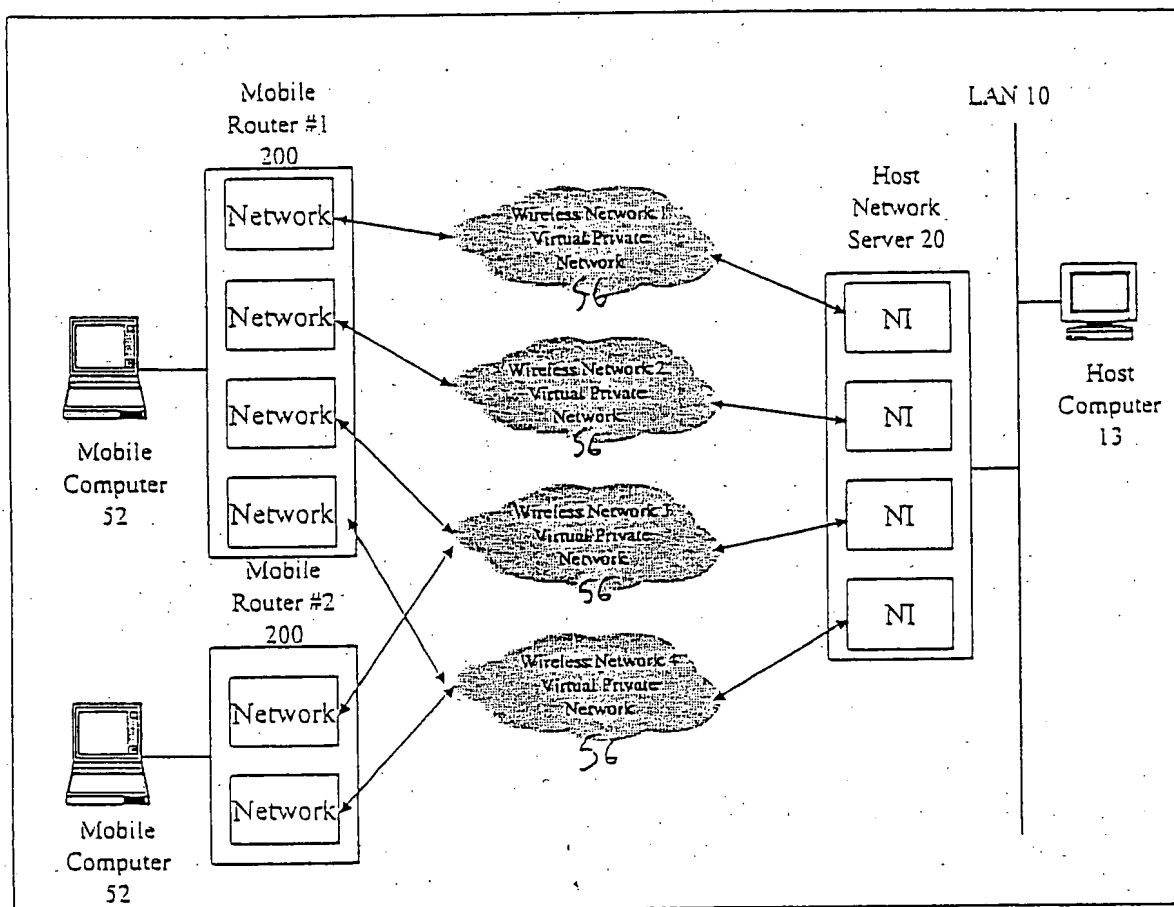 Mobile
Router #1
200
Network
Network
Network
Network
Mobile
Computer
52
Mobile
Router #2
200
Network
Network
Mobile
Computer
52
Wireless Network 1
Virtual Private
Network
56
Wireless Network 2
Virtual Private
Network
56
Wireless Network 3
Virtual Private
Network
56
Wireless Network 4
Virtual Private
Network
56
Host
Network
Server 20
NI
NI
NI
NI
LAN 10
Host
Computer
13